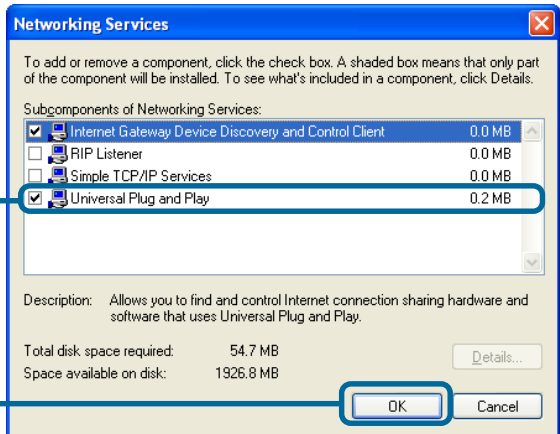 Networking Services
To add or remove a component, click the check box. A shaded box means that only part
of the component will be installed. To see what's included in a component, click Details.
Subcomponents of Networking Services:
Internet Gateway Device Discovery and Control Client 0.0 MB
RIP Listener 0.0 MB
Simple TCP/IP Services 0.0 MB
Universal Plug and Play 0.2 MB
Description: Allows you to find and control Internet connection sharing hardware and
software that uses Universal Plug and Play.
Total disk space required: 54.7 MB
Details...
Space available on disk: 1926.8 MB
OK Cancel